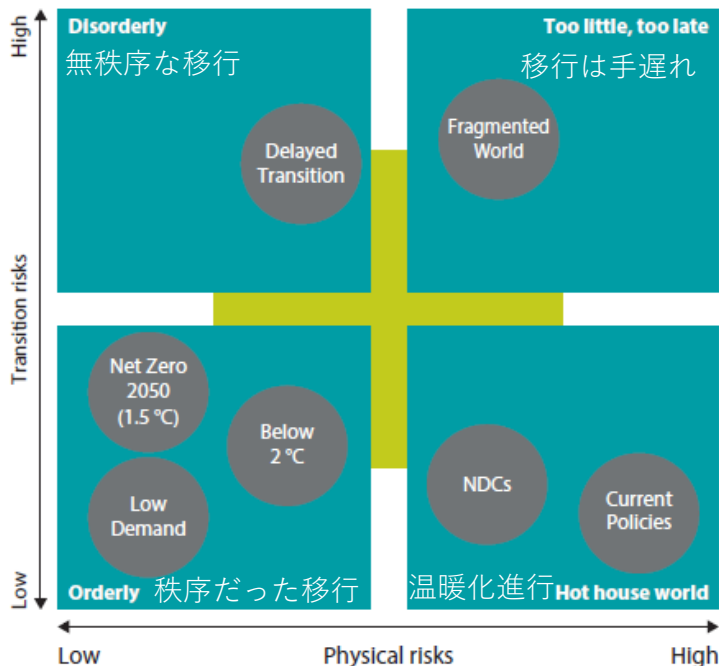 High
Transition risks
Low
Disorderly
無秩序な移行
Delayed
Transition
Too little, too late
移行は手遅れ
Fragmented
World
Net Zero
2050
(1.5 °C)
Below
2 °C
Low
Demand
Orderly 秩序だった移行
NDCs
Current
Policies
温暖化進行 Hot house world
Low Physical risks High